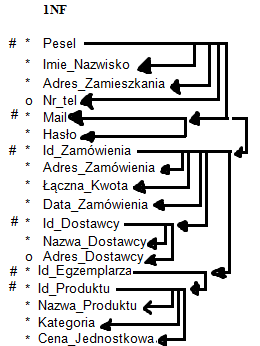 1NF
# * Pesel
* Imie_Nazwisko
* Adres_Zamieszkania
o Nr_tel
# * Mail
* Hasło
# * Id_Zamówienia
* Adres_Zamówienia
* Łączna_Kwota
* Data_Zamówienia
# * Id_Dostawcy
* Nazwa_Dostawcy
o Adres_Dostawcy
# * Id_Egzemplarza
# * Id_Produktu
* Nazwa_Produktu
* Kategoria
* Cena_Jednostkowa